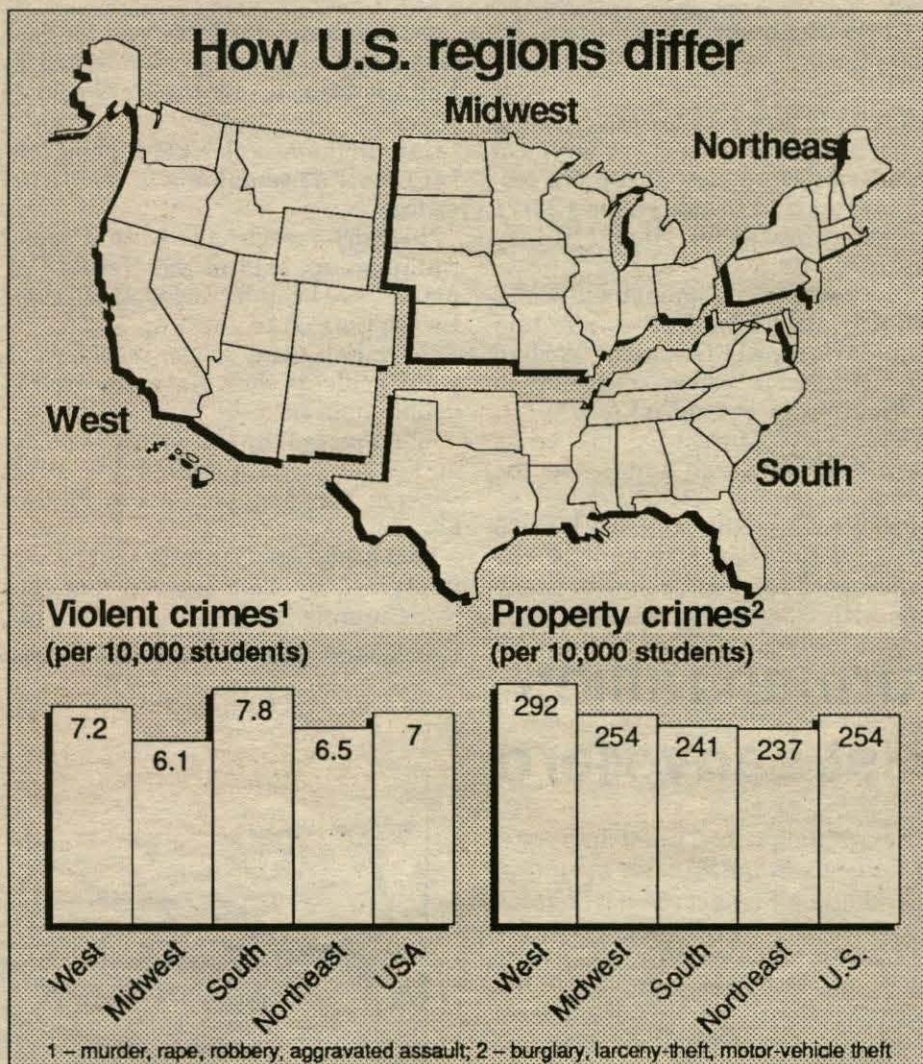 How U.S. regions differ
Midwest
Northeast
West
South
Violent crimes¹
(per 10,000 students)
7.2
6.1
7.8
6.5
7
West
Midwest
South
Northeast
USA
Property crimes²
(per 10,000 students)
292
254
241
237
254
West
Midwest
South
Northeast
U.S.
1 – murder, rape, robbery, aggravated assault; 2 – burglary, larceny-theft, motor-vehicle theft